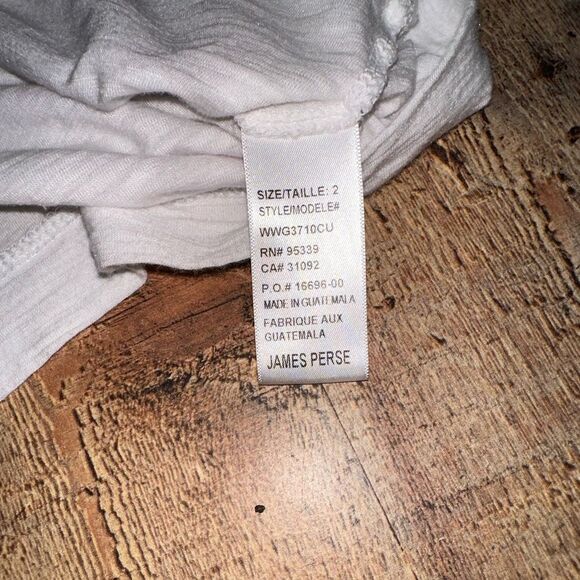 SIZE/TAILLE: 2
STYLE/MODELE#
WWG3710CU
RN# 95339
CA# 31092
P.O.# 16696-00
MADE IN GUATEMALA
FABRIQUE AUX
GUATEMALA
JAMES PERSE